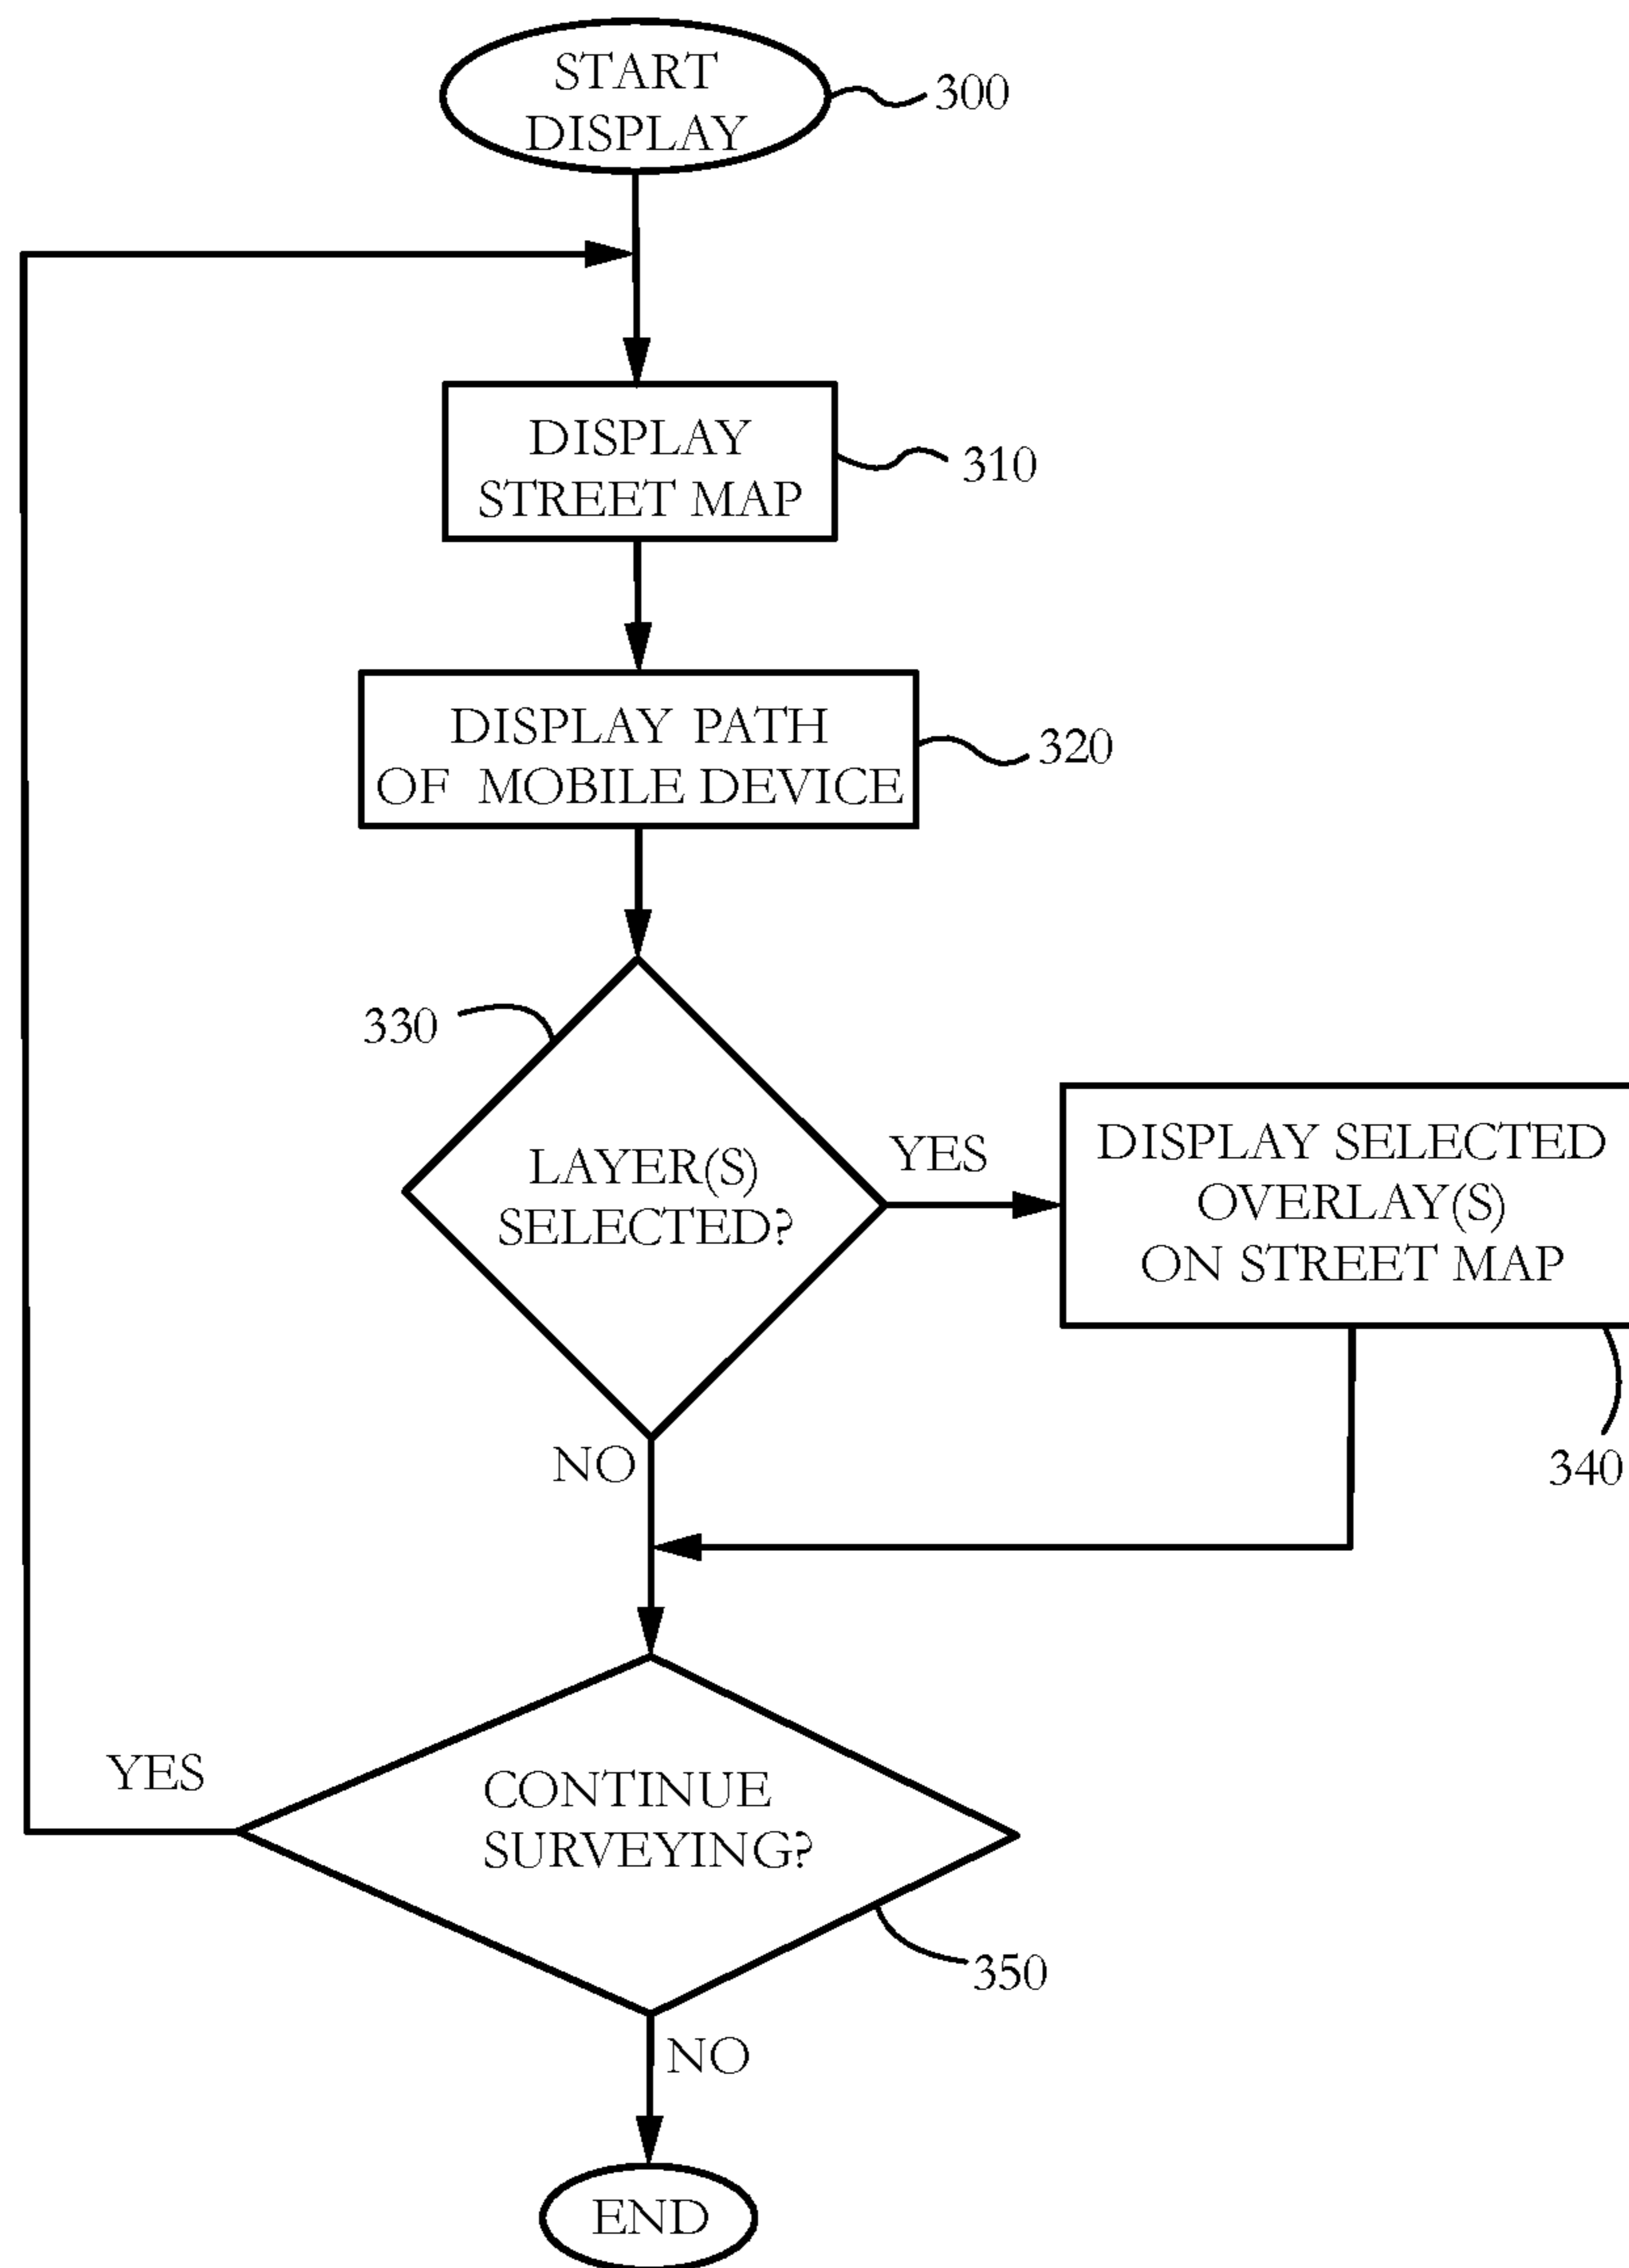 START
DISPLAY
300
DISPLAY
STREET MAP
310
DISPLAY PATH
OF MOBILE DEVICE
320
330
LAYER(S)
SELECTED?
YES
DISPLAY SELECTED
OVERLAY(S)
ON STREET MAP
340
NO
YES
CONTINUE
SURVEYING?
350
NO
END